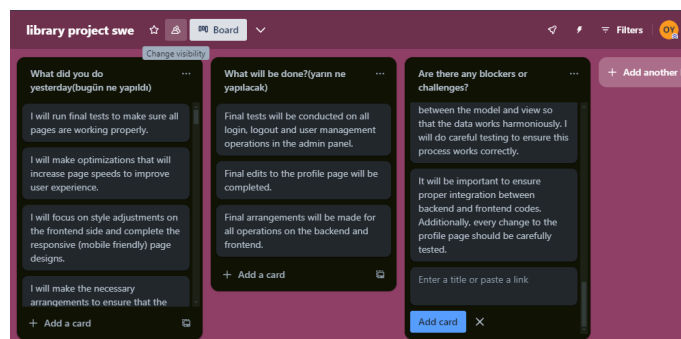 library project swe
Board
Filters
OY
Change visibility
What did you do
yesterday(bugün ne yapıldı)
I will run final tests to make sure all
pages are working properly.
I will make optimizations that will
increase page speeds to improve
user experience.
I will focus on style adjustments on
the frontend side and complete the
responsive (mobile friendly) page
designs.
I will make the necessary
arrangements to ensure that the
+ Add a card
What will be done?(yarın ne
yapılacak)
Final tests will be conducted on all
login, logout and user management
operations in the admin panel.
Final edits to the profile page will be
completed.
Final arrangements will be made for
all operations on the backend and
frontend.
+ Add a card
Are there any blockers or
challenges?
between the model and view so
that the data works harmoniously. I
will do careful testing to ensure this
process works correctly.
It will be important to ensure
proper integration between
backend and frontend codes.
Additionally, every change to the
profile page should be carefully
tested.
Enter a title or paste a link
Add card
+ Add another